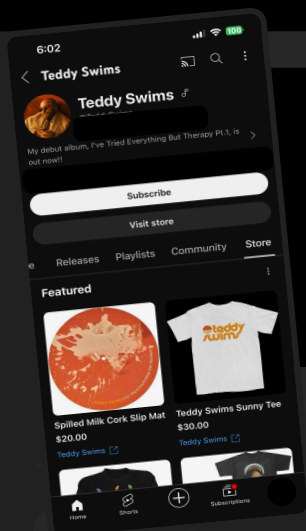 6:02
100
Teddy Swims
Teddy Swims
My debut album, I've Tried Everything But Therapy Pt.1, is
out now!!
Subscribe
Visit store
e Releases Playlists Community Store
Featured
teddy
swims
Spilled Milk Cork Slip Mat
$20.00
Teddy Swims
Teddy Swims Sunny Tee
$30.00
Teddy Swims
Home
Shorts
Subscriptions